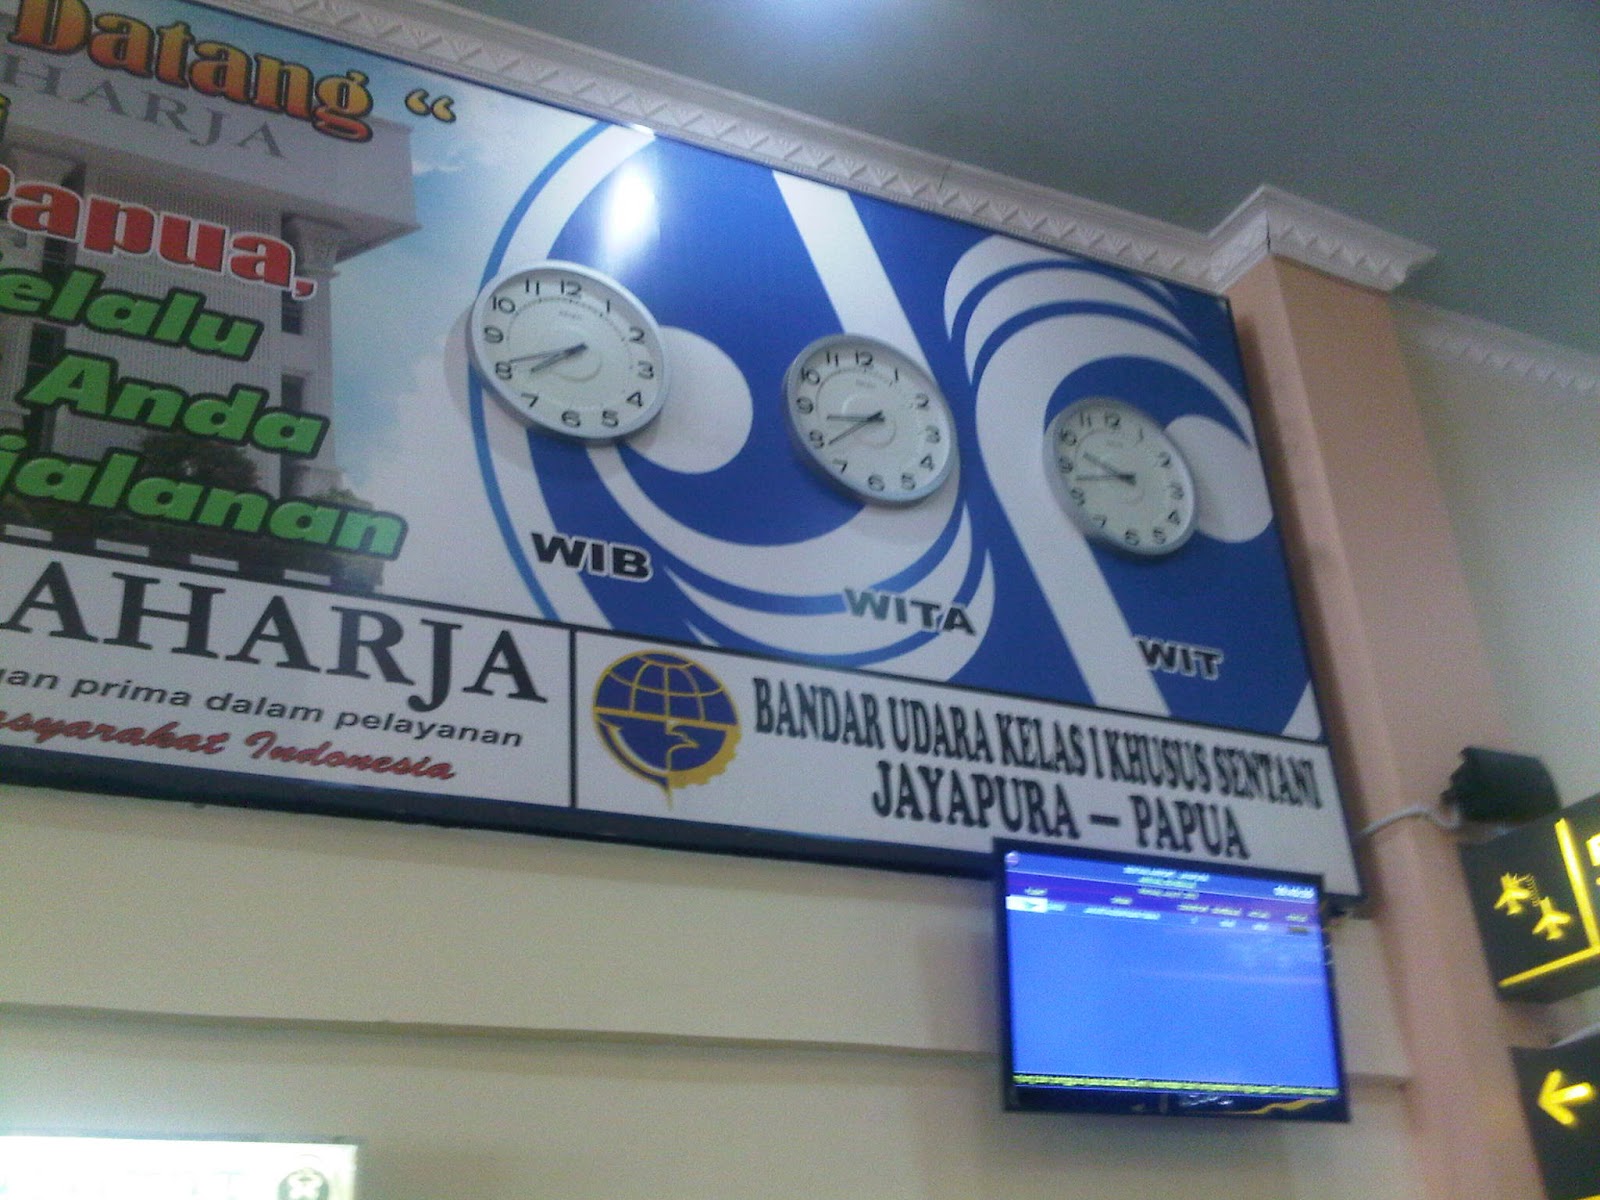 Datang “
HARJA
Papua,
elalu
Anda
jalanan
AHARJA
gan prima dalam pelayanan
asyarakat Indonesia
WIB
WITA
WIT
BANDAR UDARA KELAS I KHUSUS SENTANI
JAYAPURA – PAPUA